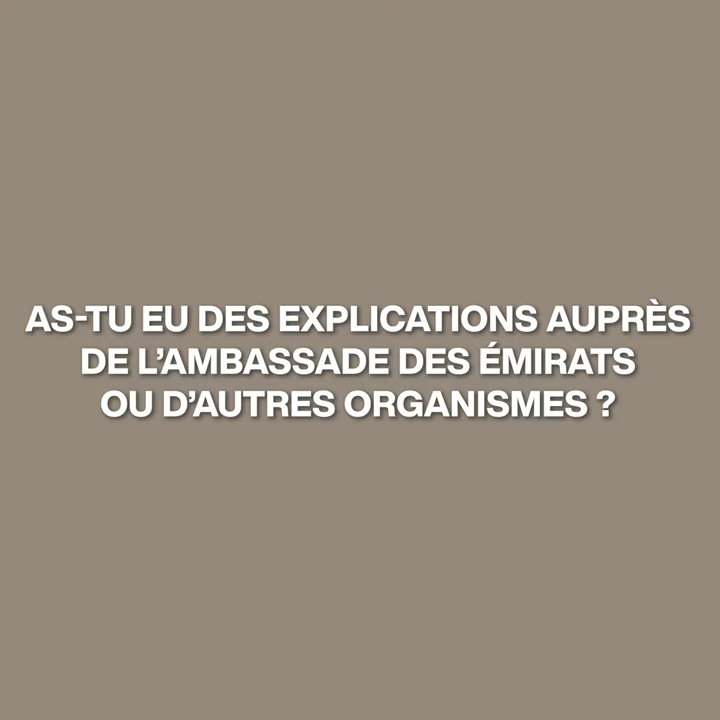 AS-TU EU DES EXPLICATIONS AUPRÈS
DE L’AMBASSADE DES ÉMIRATS
OU D’AUTRES ORGANISMES ?